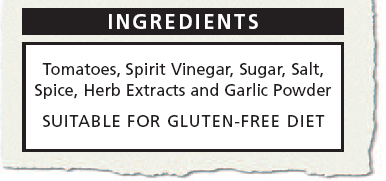 INGREDIENTS
Tomatoes, Spirit Vinegar, Sugar, Salt,
Spice, Herb Extracts and Garlic Powder
SUITABLE FOR GLUTEN-FREE DIET